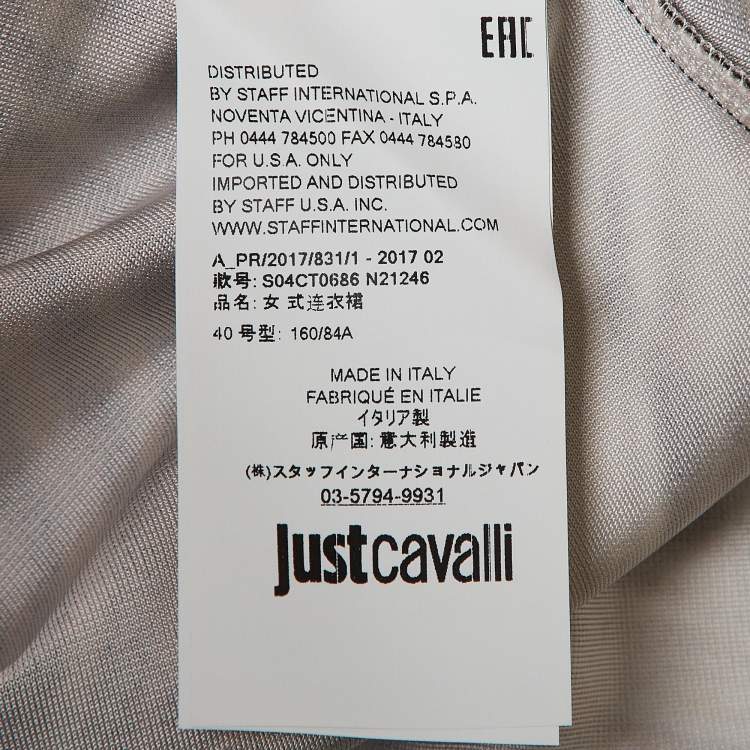 EAC
DISTRIBUTED
BY STAFF INTERNATIONAL S.P.A.
NOVENTA VICENTINA - ITALY
PH 0444 784500 FAX 0444 784580
FOR U.S.A. ONLY
IMPORTED AND DISTRIBUTED
BY STAFF U.S.A. INC.
WWW.STAFFINTERNATIONAL.COM
A_PR/2017/831/1 - 2017 02
款号: S04CT0686 N21246
品名: 女 式连衣裙
40 号型: 160/84A
MADE IN ITALY
FABRIQUÉ EN ITALIE
イタリア製
原产国: 意大利製造
(株)スタッフインターナショナルジャパン
03-5794-9931
justcavalli